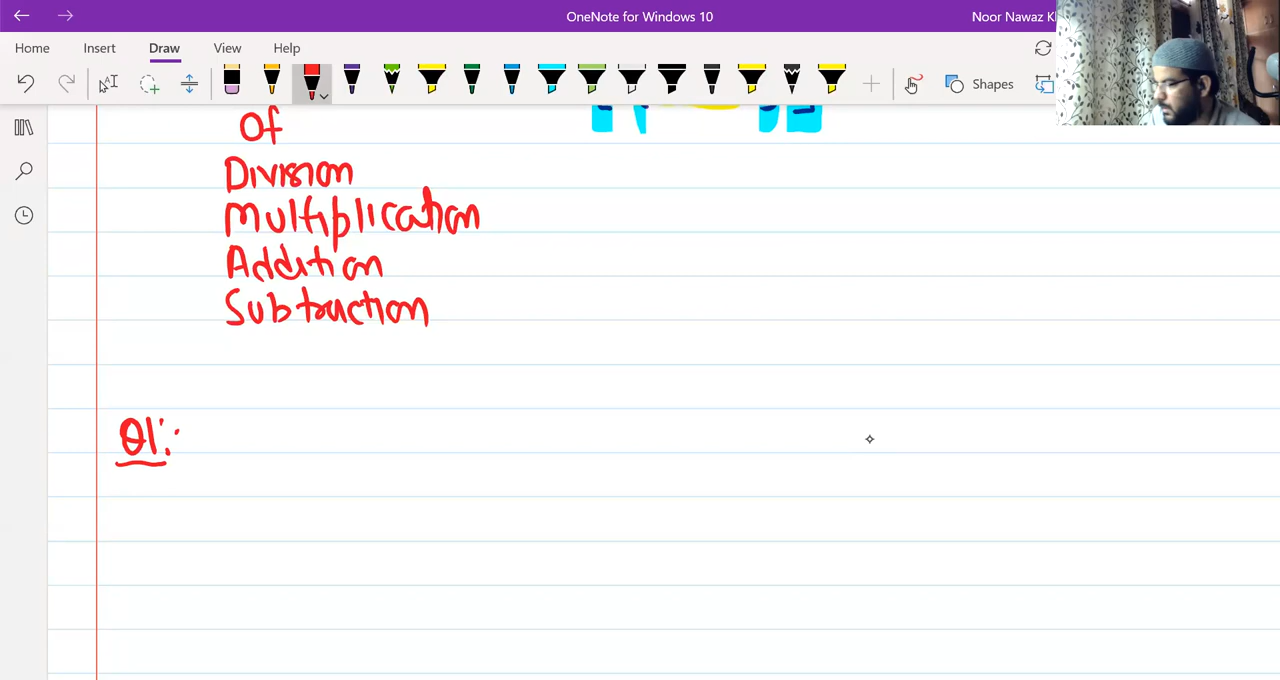 OneNote for Windows 10
Noor Nawaz
Home Insert Draw View Help
Shapes
Of
Division
Multiplication
Addition
Subtraction
Q1:-